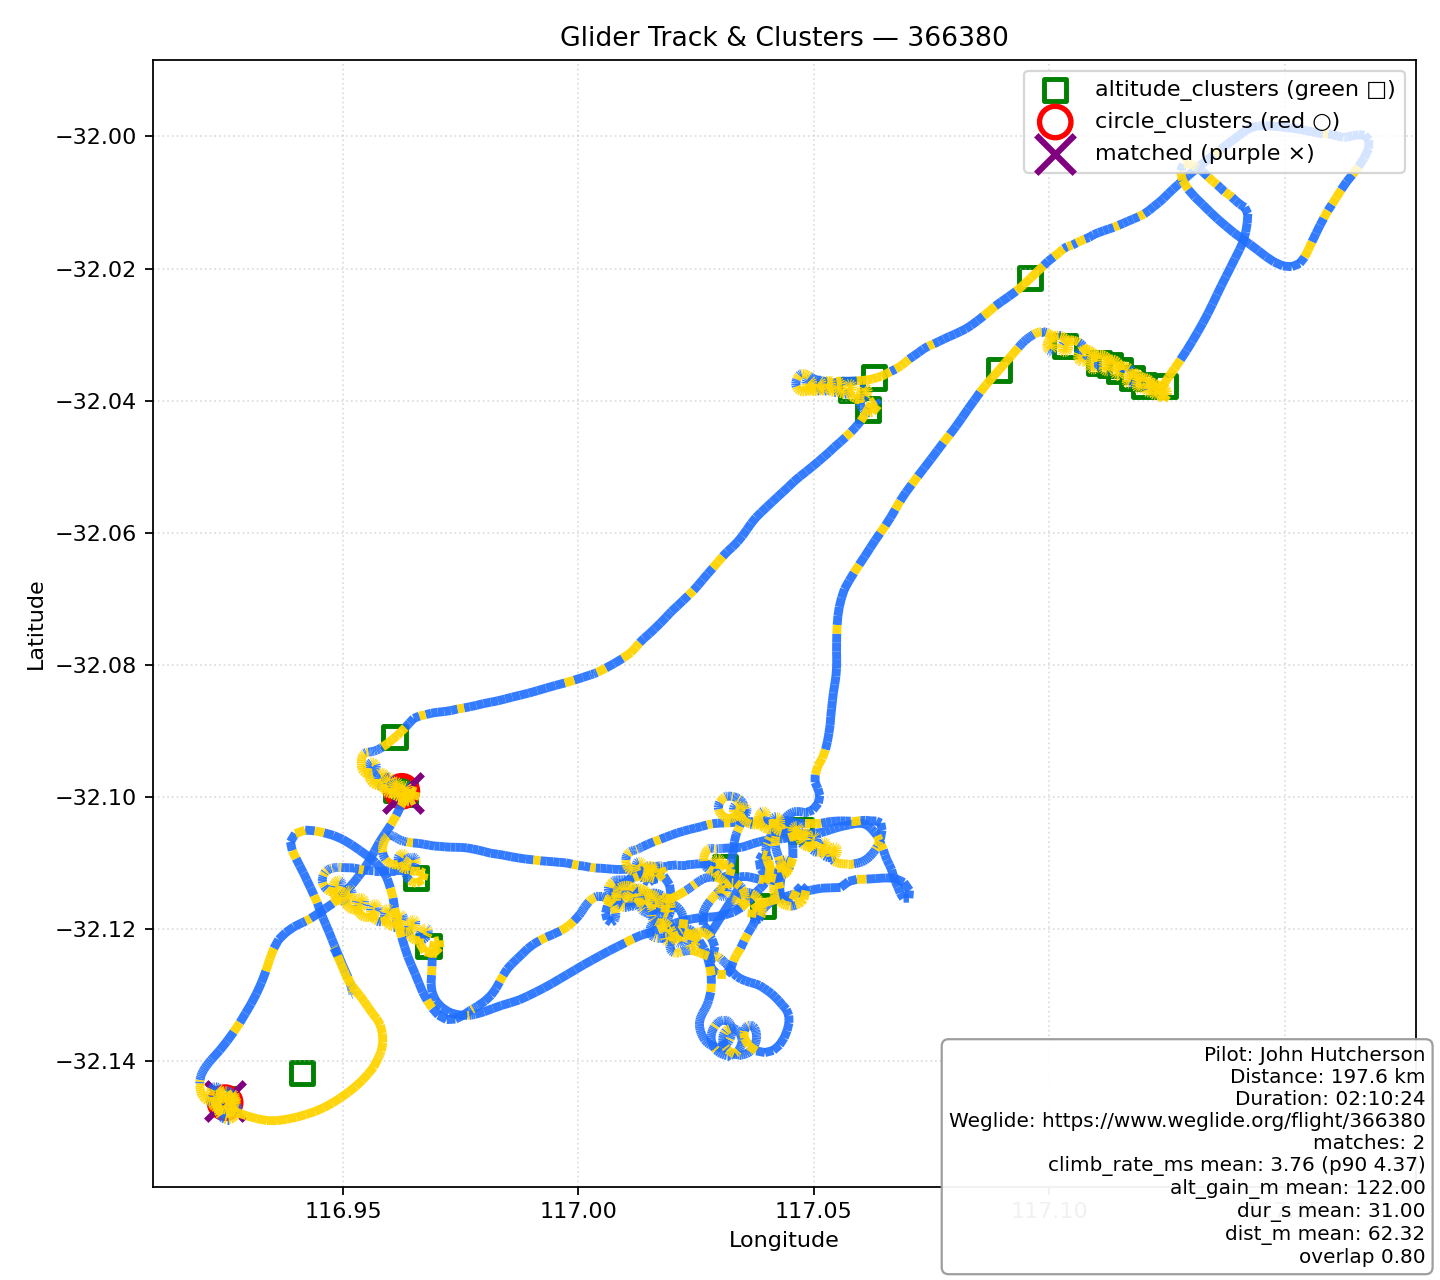 Glider Track & Clusters — 366380
altitude_clusters (green □)
circle_clusters (red ○)
matched (purple ×)
−32.00
−32.02
−32.04
−32.06
−32.08
−32.10
−32.12
−32.14
Latitude
116.95
117.00
117.05
117.10
Longitude
Pilot: John Hutcherson
Distance: 197.6 km
Duration: 02:10:24
Weglide: https://www.weglide.org/flight/366380
matches: 2
climb_rate_ms mean: 3.76 (p90 4.37)
alt_gain_m mean: 122.00
dur_s mean: 31.00
dist_m mean: 62.32
overlap 0.80